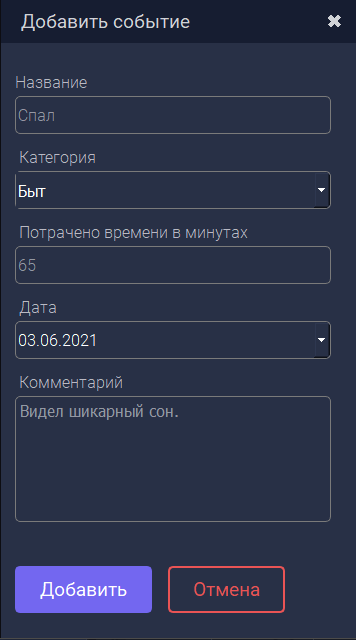 Добавить событие
Название
Спал
Категория
Быт
Потрачено времени в минутах
65
Дата
03.06.2021
Комментарий
Видел шикарный сон.
Добавить
Отмена